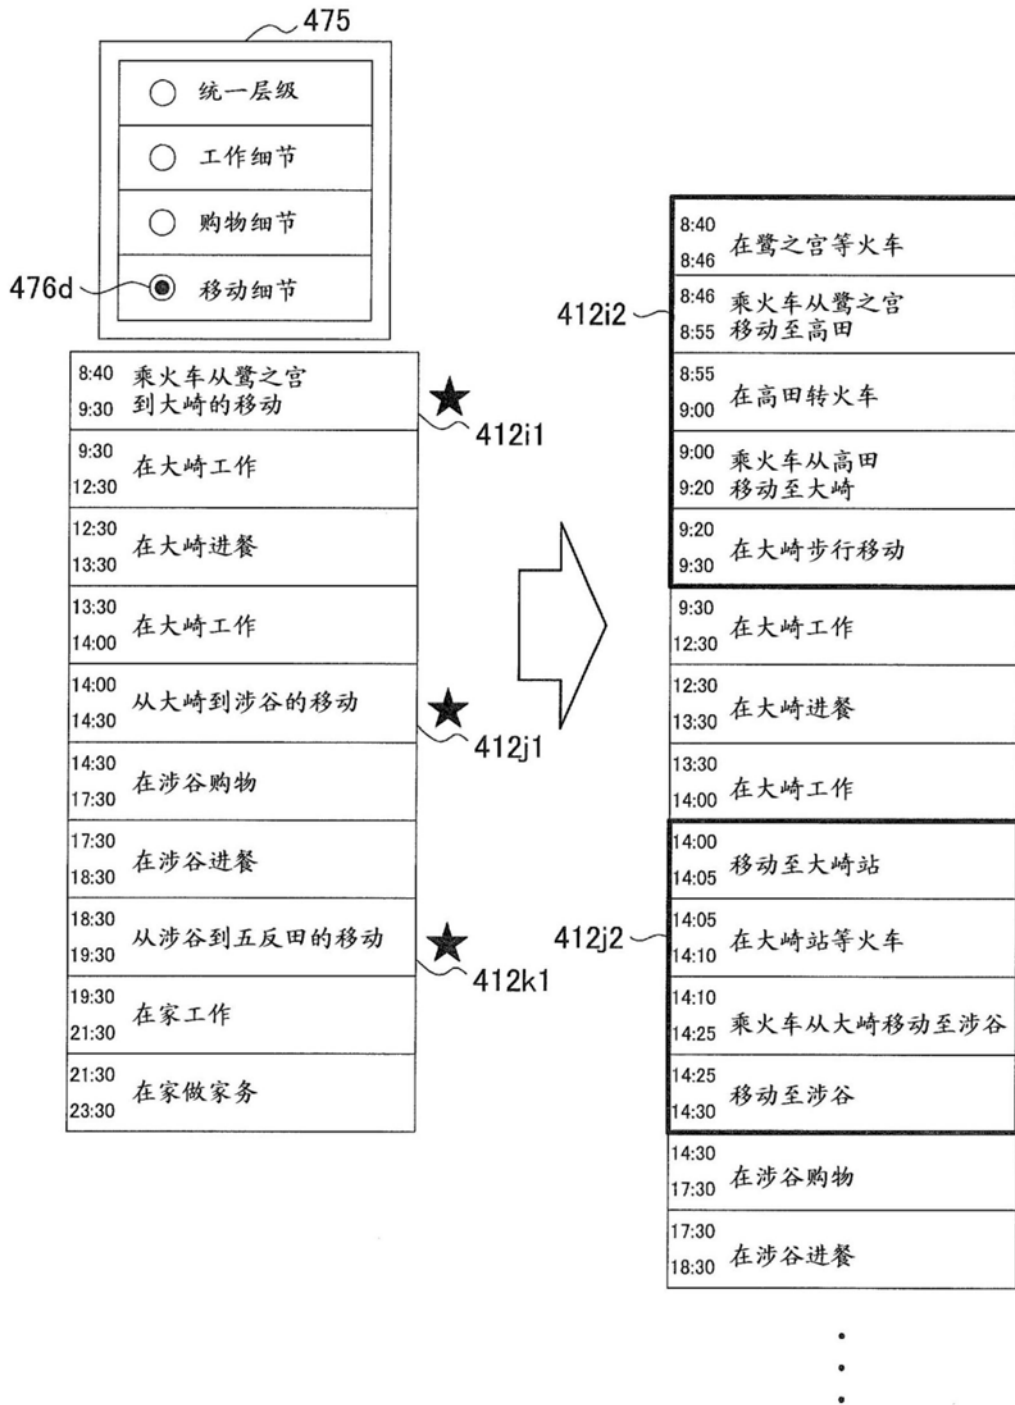 475
统一层级
工作细节
购物细节
476d
移动细节
8:40
9:30
乘火车从鹭之宫
到大崎的移动
412i1
9:30
12:30
在大崎工作
12:30
13:30
在大崎进餐
13:30
14:00
在大崎工作
14:00
14:30
从大崎到涉谷的移动
412j1
14:30
17:30
在涉谷购物
17:30
18:30
在涉谷进餐
18:30
19:30
从涉谷到五反田的移动
412k1
19:30
21:30
在家工作
21:30
23:30
在家做家务
412i2
8:40
8:46
在鹭之宫等火车
8:46
8:55
乘火车从鹭之宫
移动至高田
8:55
9:00
在高田转火车
9:00
9:20
乘火车从高田
移动至大崎
9:20
9:30
在大崎步行移动
9:30
12:30
在大崎工作
12:30
13:30
在大崎进餐
13:30
14:00
在大崎工作
412j2
14:00
14:05
移动至大崎站
14:05
14:10
在大崎站等火车
14:10
14:25
乘火车从大崎移动至涉谷
14:25
14:30
移动至涉谷
14:30
17:30
在涉谷购物
17:30
18:30
在涉谷进餐